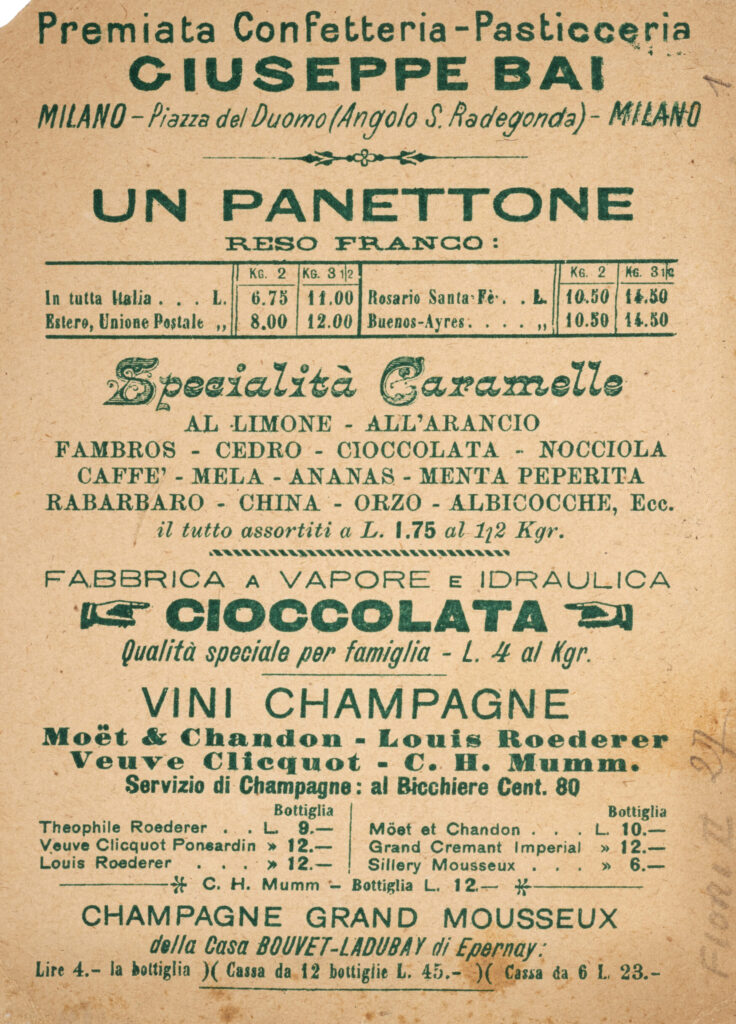 Premiata Confetteria-Pasticceria
GIUSEPPE BAI
MILANO - Piazza del Duomo (Angolo S. Radegonda) - MILANO
UN PANETTONE
RESO FRANCO:
KG. 2 KG. 3 1/2 KG. 2 KG. 3 1/2
In tutta Italia . . . L. 6.75 11.00 Rosario Santa-Fè . . L. 10.50 14.50
Estero, Unione Postale „ 8.00 12.00 Buenos-Ayres . . . . „ 10.50 14.50
Specialità Caramelle
AL LIMONE - ALL'ARANCIO
FAMBROS - CEDRO - CIOCCOLATA - NOCCIOLA
CAFFE' - MELA - ANANAS - MENTA PEPERITA
RABARBARO - CHINA - ORZO - ALBICOCCHE, Ecc.
il tutto assortiti a L. 1.75 al 1/2 Kgr.
FABBRICA A VAPORE E IDRAULICA
CIOCCOLATA
Qualità speciale per famiglia - L. 4 al Kgr.
VINI CHAMPAGNE
Moët & Chandon - Louis Roederer
Veuve Clicquot - C. H. Mumm.
Servizio di Champagne: al Bicchiere Cent. 80
Bottiglia Bottiglia
Theophile Roederer . . L. 9.— Möet et Chandon . . . L. 10.—
Veuve Clicquot Ponsardin » 12.— Grand Cremant Imperial » 12.—
Louis Roederer . . . » 12.— Sillery Mousseux . . . » 6.—
C. H. Mumm - Bottiglia L. 12.—
CHAMPAGNE GRAND MOUSSEUX
della Casa BOUVET-LADUBAY di Epernay:
Lire 4.- la bottiglia )( Cassa da 12 bottiglie L. 45.- )( Cassa da 6 L. 23.-
1
27